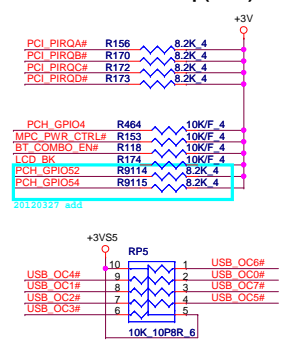 +3V
PCI_PIRQA# R156 8.2K_4
PCI_PIRQB# R170 8.2K_4
PCI_PIRQC# R172 8.2K_4
PCI_PIRQD# R173 8.2K_4
PCH_GPIO4 R464 10K/F_4
MPC_PWR_CTRL# R153 10K/F_4
BT_COMBO_EN# R118 10K/F_4
LCD_BK R174 10K/F_4
PCH_GPIO52 R9114 8.2K_4
PCH_GPIO54 R9115 8.2K_4
20120327 add
+3VS5
RP5
10 1 USB_OC6#
USB_OC4# 9 2 USB_OC0#
USB_OC1# 8 3 USB_OC7#
USB_OC2# 7 4 USB_OC5#
USB_OC3# 6 5
10K_10P8R_6